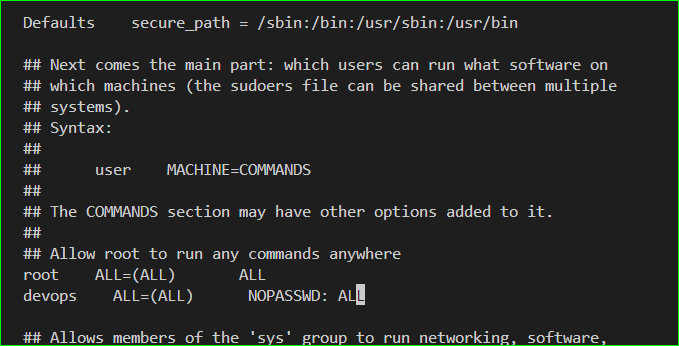 Defaults    secure_path = /sbin:/bin:/usr/sbin:/usr/bin
## Next comes the main part: which users can run what software on
## which machines (the sudoers file can be shared between multiple
## systems).
## Syntax:
##
##      user    MACHINE=COMMANDS
##
## The COMMANDS section may have other options added to it.
##
## Allow root to run any commands anywhere
root    ALL=(ALL)       ALL
devops    ALL=(ALL)      NOPASSWD: ALL
## Allows members of the 'sys' group to run networking, software,